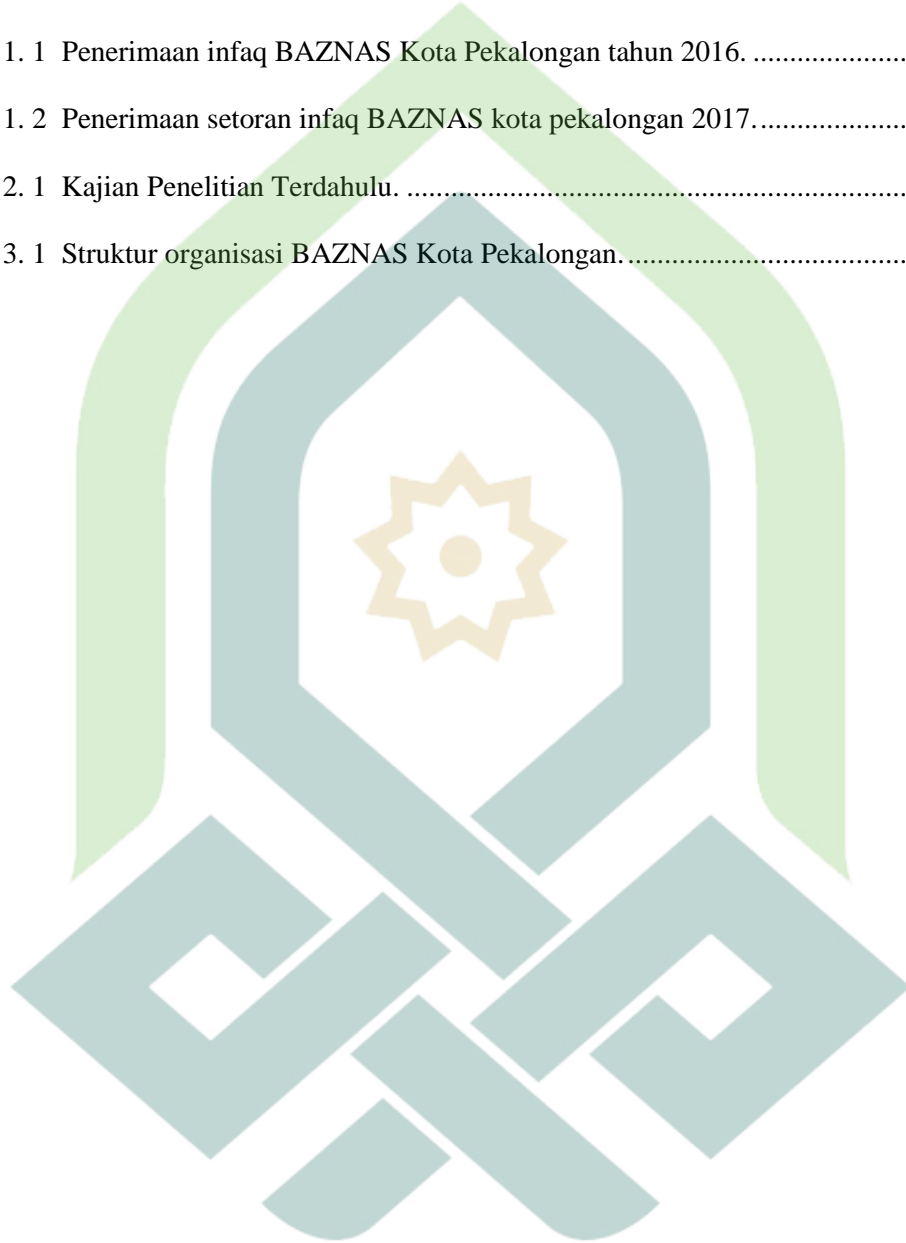 1. 1 Penerimaan infaq BAZNAS Kota Pekalongan tahun 2016. ...................
1. 2 Penerimaan setoran infaq BAZNAS kota pekalongan 2017....................
2. 1 Kajian Penelitian Terdahulu. .................................................................
3. 1 Struktur organisasi BAZNAS Kota Pekalongan.....................................